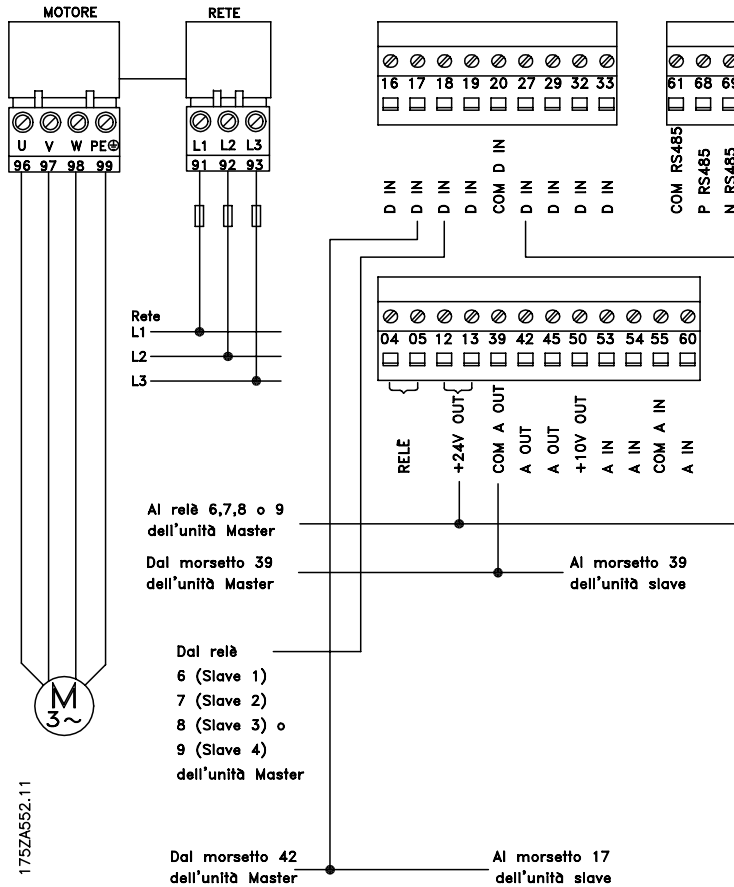 MOTORE RETE
16 17 18 19 20 27 29 32 33
61 68 69
U V W PE
96 97 98 99
L1 L2 L3
91 92 93
D IN
D IN
D IN
D IN
COM D IN
D IN
D IN
D IN
D IN
COM RS485
P RS485
N RS485
Rete
L1
L2
L3
04 05 12 13 39 42 45 50 53 54 55 60
RELÈ
+24V OUT
COM A OUT
A OUT
A OUT
+10V OUT
A IN
A IN
COM A IN
A IN
Al relè 6,7,8 o 9
dell'unità Master
Dal morsetto 39
dell'unità Master
Al morsetto 39
dell'unità slave
Dal relè
6 (Slave 1)
7 (Slave 2)
8 (Slave 3) o
9 (Slave 4)
dell'unità Master
M
3~
175ZA552.11
Dal morsetto 42
dell'unità Master
Al morsetto 17
dell'unità slave